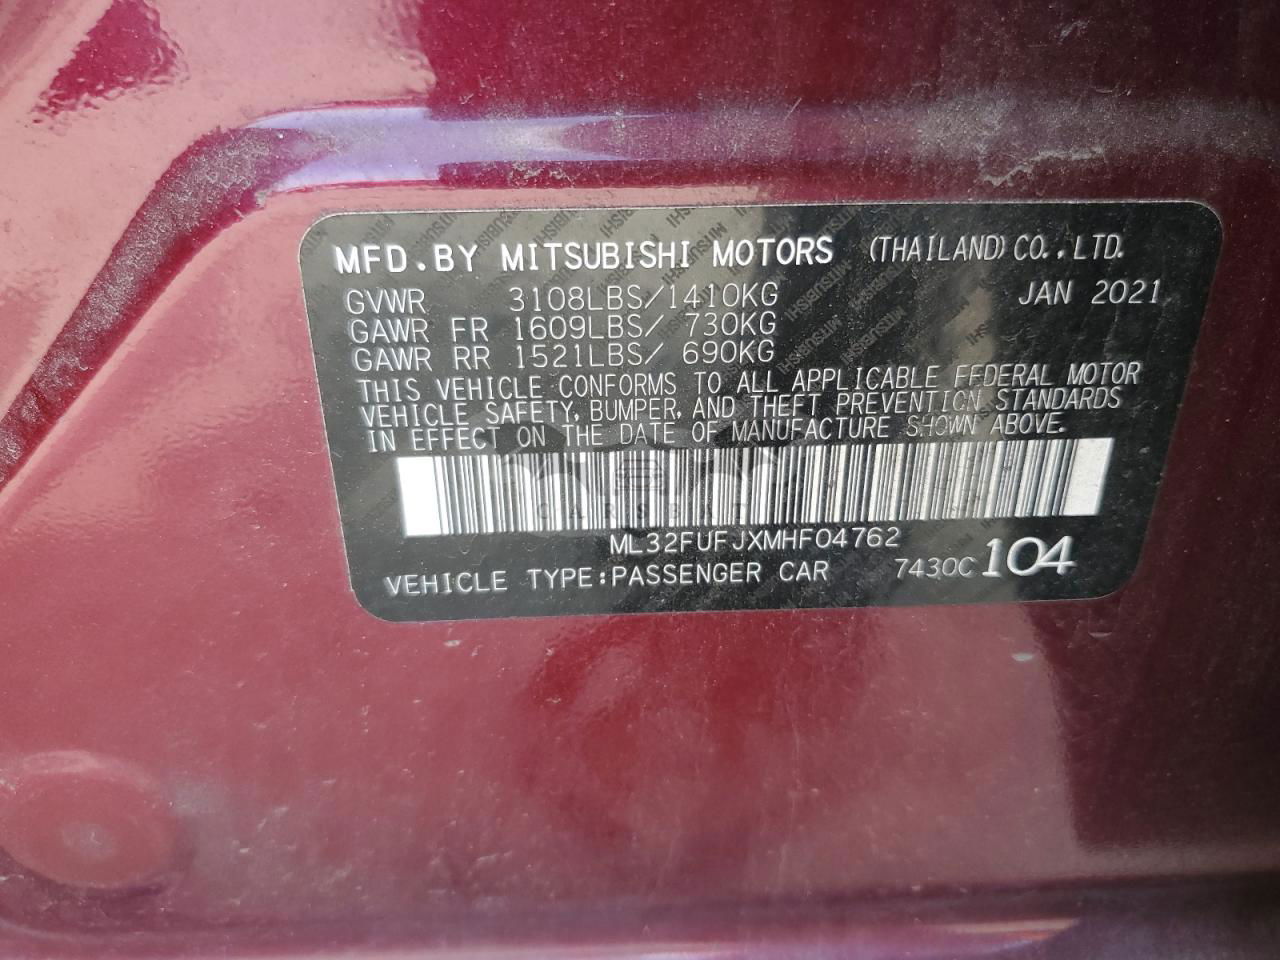 MFD.BY MITSUBISHI MOTORS (THAILAND) CO.,LTD.
GVWR 3108LBS/1410KG JAN 2021
GAWR FR 1609LBS/ 730KG
GAWR RR 1521LBS/ 690KG
THIS VEHICLE CONFORMS TO ALL APPLICABLE FEDERAL MOTOR
VEHICLE SAFETY, BUMPER, AND THEFT PREVENTION STANDARDS
IN EFFECT ON THE DATE OF MANUFACTURE SHOWN ABOVE.
ML32FUFJXMHF04762
VEHICLE TYPE:PASSENGER CAR 7430C 104